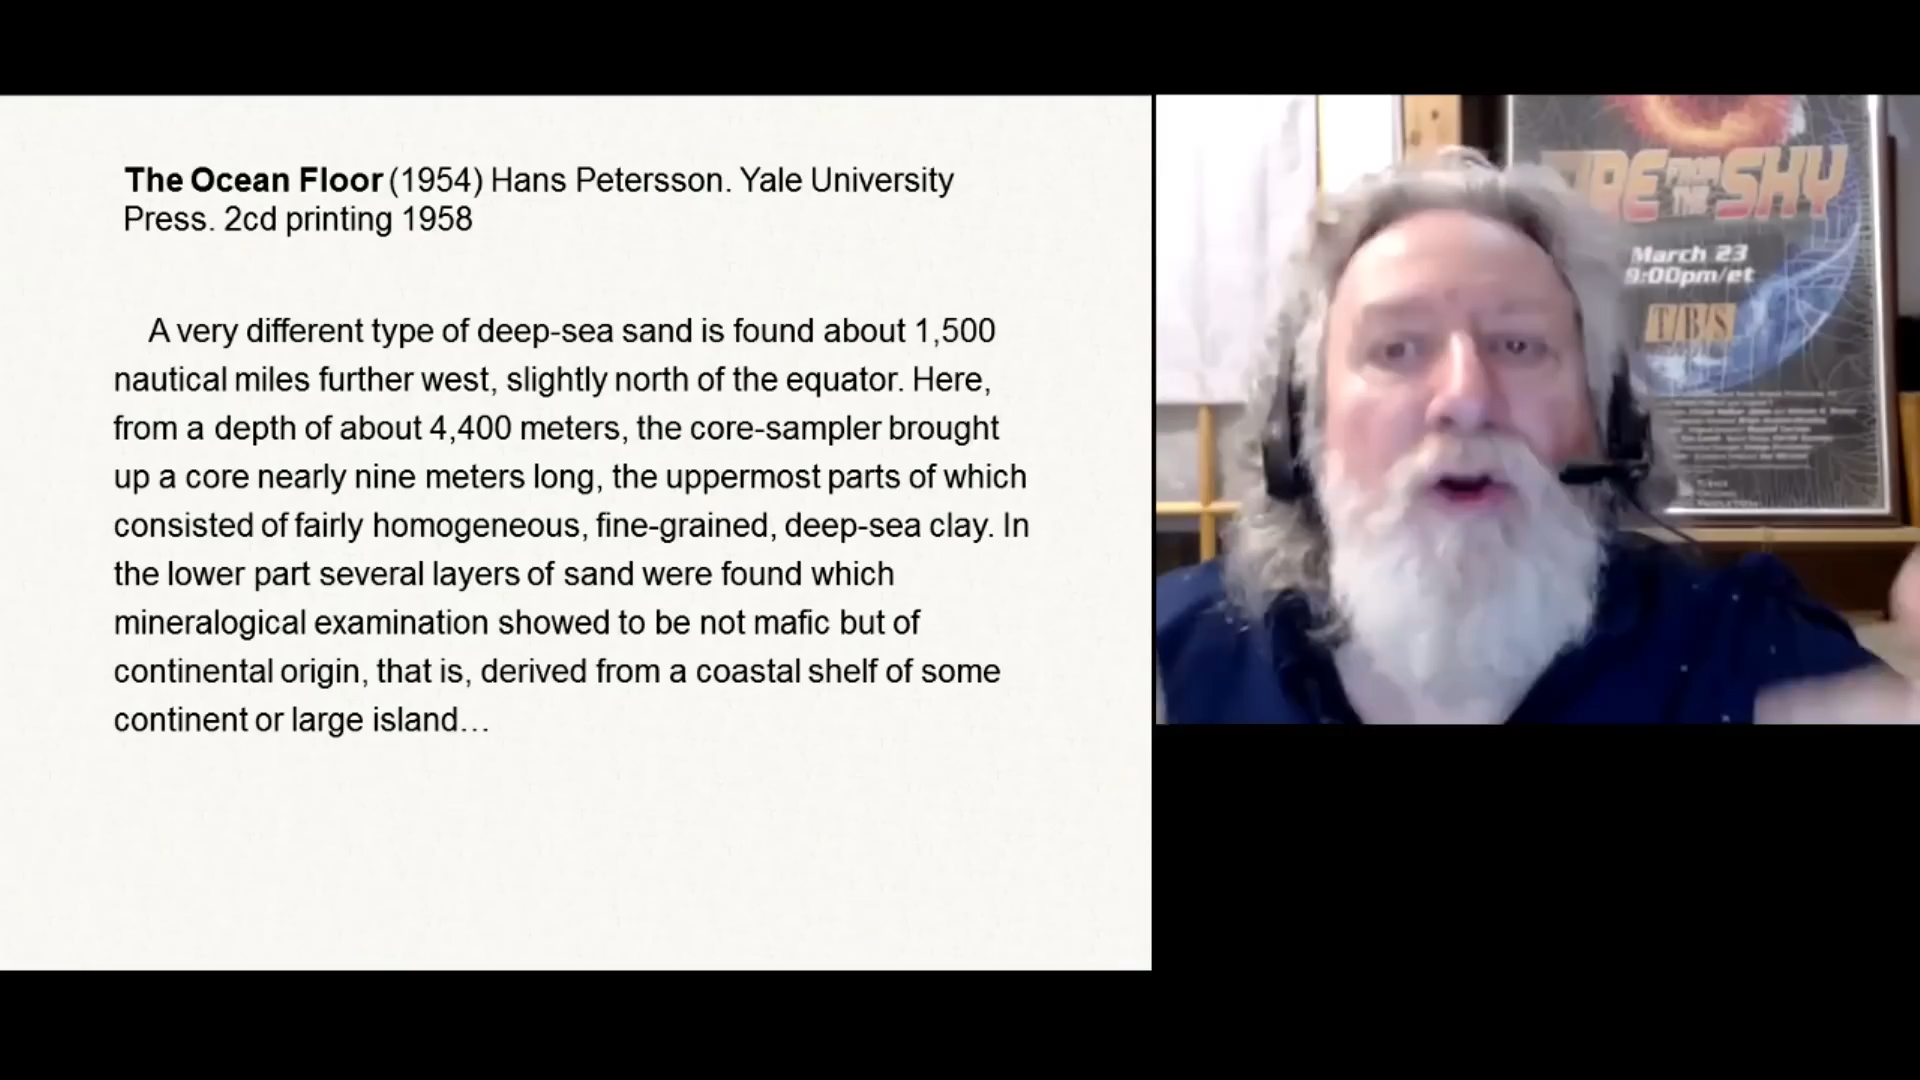 The Ocean Floor (1954) Hans Petersson. Yale University
Press. 2cd printing 1958
A very different type of deep-sea sand is found about 1,500
nautical miles further west, slightly north of the equator. Here,
from a depth of about 4,400 meters, the core-sampler brought
up a core nearly nine meters long, the uppermost parts of which
consisted of fairly homogeneous, fine-grained, deep-sea clay. In
the lower part several layers of sand were found which
mineralogical examination showed to be not mafic but of
continental origin, that is, derived from a coastal shelf of some
continent or large island…
FIRE FROM THE SKY
March 23
9:00pm/et
TBS